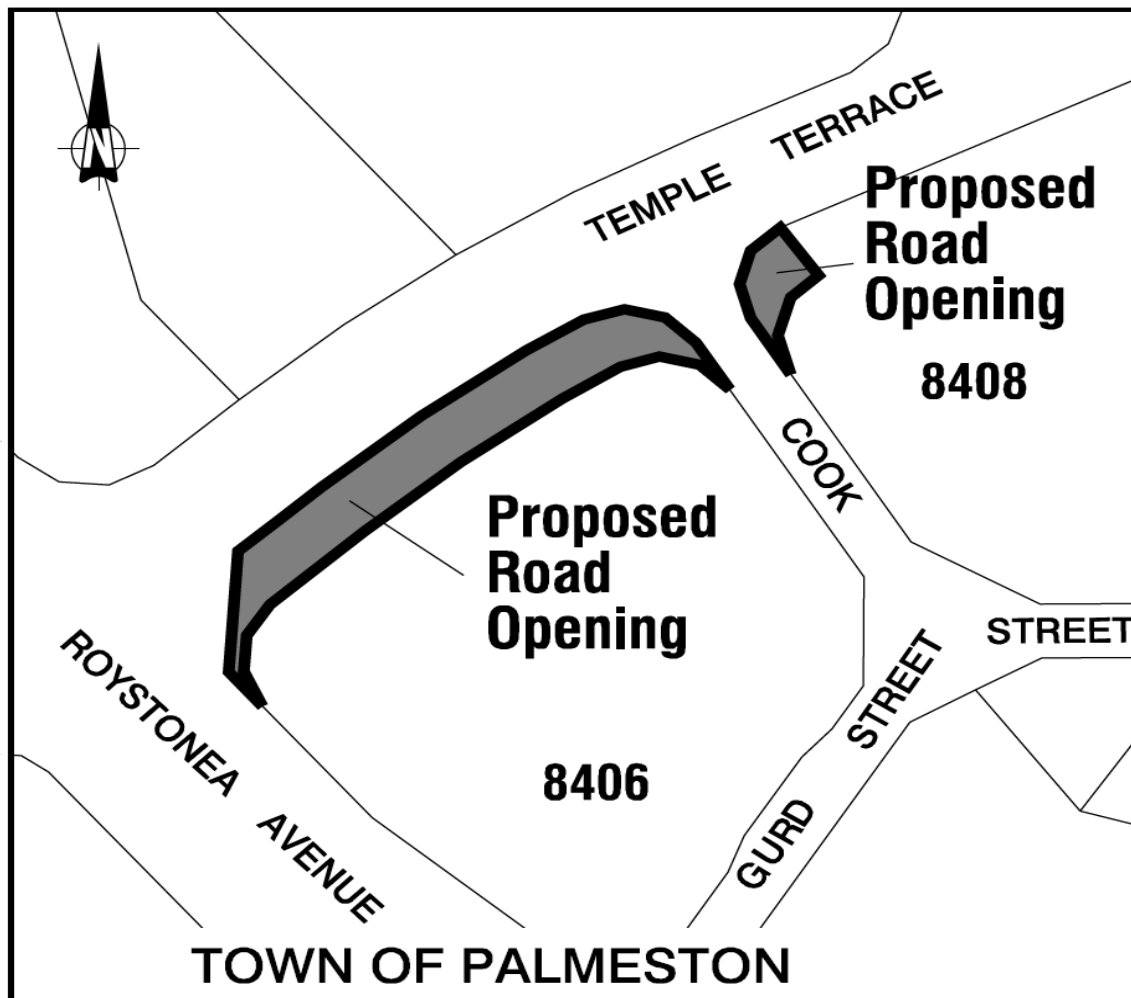 N
TEMPLE TERRACE
Proposed
Road
Opening
8408
COOK
STREET
Proposed
Road
Opening
ROYSTONEA AVENUE
8406
GURD STREET
TOWN OF PALMESTON